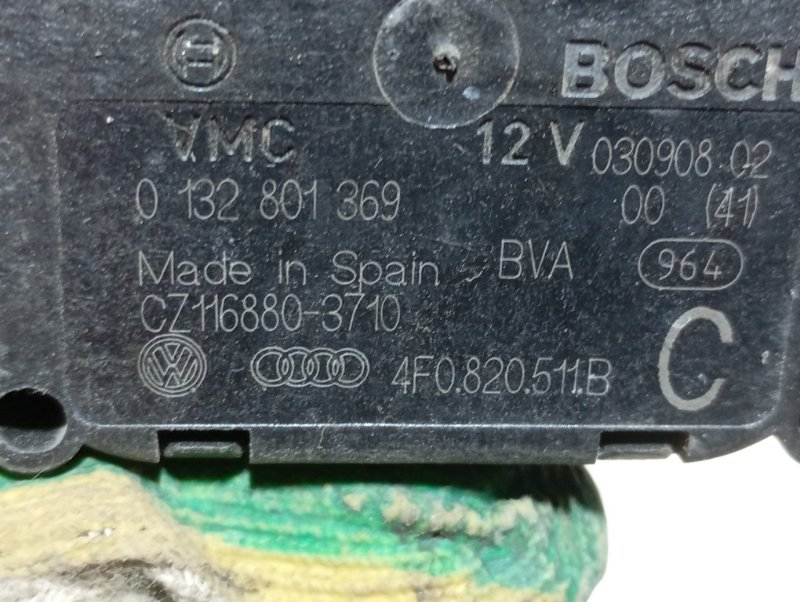 BOSCH
VMC 12 V 030908 02
0 132 801 369 00 (41)
Made in Spain BVA 964
CZ116880-3710 C
VW 4F0.820.511.B